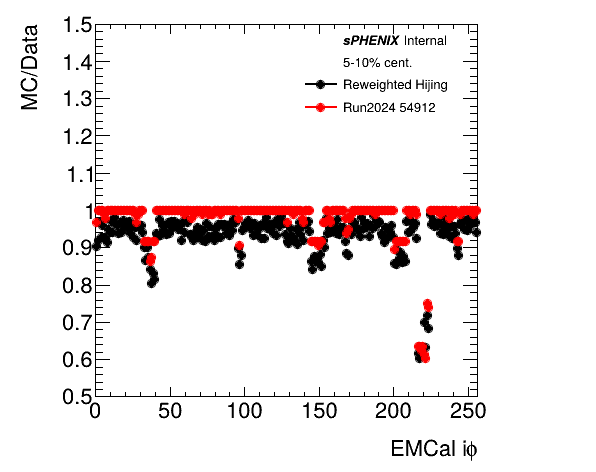 MC/Data
1.5
1.4
1.3
1.2
1.1
1
0.9
0.8
0.7
0.6
0.5
sPHENIX Internal
5-10% cent.
Reweighted Hijing
Run2024 54912
0 50 100 150 200 250
EMCal iϕ